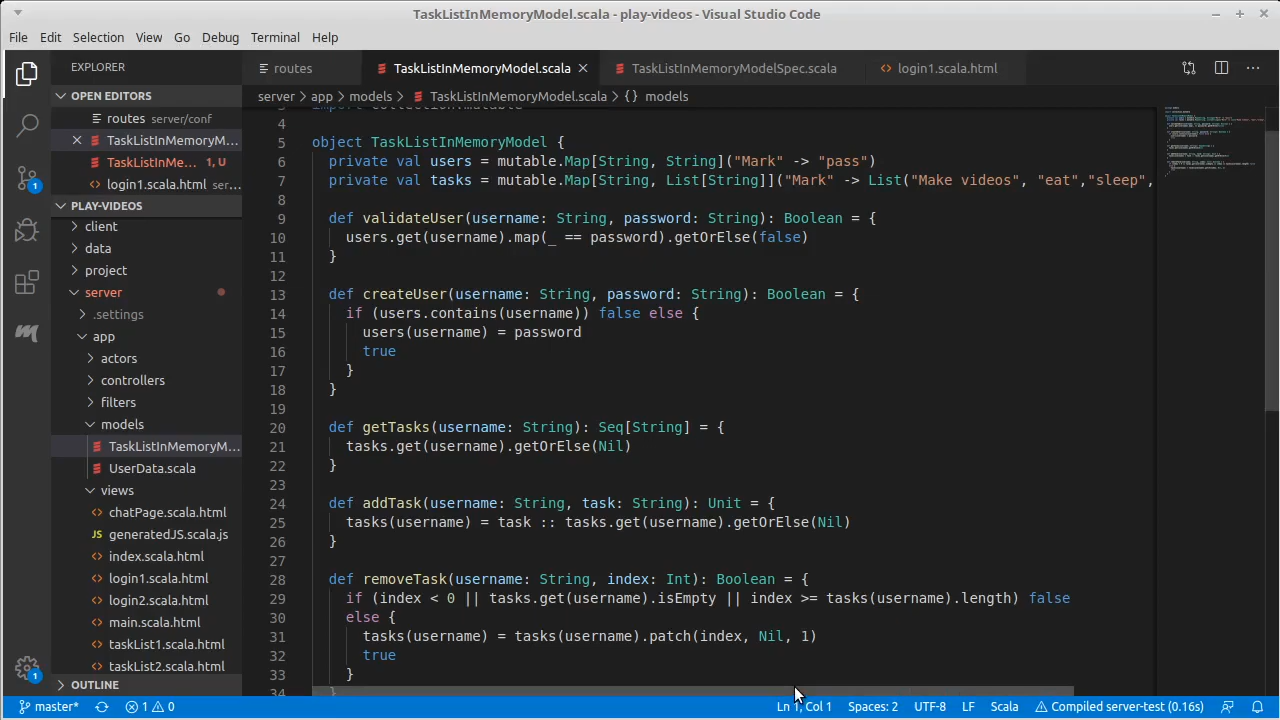 TaskListInMemoryModel.scala - play-videos - Visual Studio Code
File Edit Selection View Go Debug Terminal Help
EXPLORER
routes
TaskListInMemoryModel.scala
TaskListInMemoryModelSpec.scala
login1.scala.html
OPEN EDITORS
server > app > models > TaskListInMemoryModel.scala > {} models
routes server/conf
TaskListInMemoryM...
TaskListInMe... 1, U
login1.scala.html serv...
PLAY-VIDEOS
client
data
project
server
.settings
app
actors
controllers
filters
models
TaskListInMemoryM...
UserData.scala
views
chatPage.scala.html
JS generatedJS.scala.js
index.scala.html
login1.scala.html
login2.scala.html
main.scala.html
taskList1.scala.html
taskList2.scala.html
OUTLINE
3 import collection.mutable
4
5 object TaskListInMemoryModel {
6 private val users = mutable.Map[String, String]("Mark" -> "pass")
7 private val tasks = mutable.Map[String, List[String]]("Mark" -> List("Make videos", "eat","sleep",
8
9 def validateUser(username: String, password: String): Boolean = {
10 users.get(username).map(_ == password).getOrElse(false)
11 }
12
13 def createUser(username: String, password: String): Boolean = {
14 if (users.contains(username)) false else {
15 users(username) = password
16 true
17 }
18 }
19
20 def getTasks(username: String): Seq[String] = {
21 tasks.get(username).getOrElse(Nil)
22 }
23
24 def addTask(username: String, task: String): Unit = {
25 tasks(username) = task :: tasks.get(username).getOrElse(Nil)
26 }
27
28 def removeTask(username: String, index: Int): Boolean = {
29 if (index < 0 || tasks.get(username).isEmpty || index >= tasks(username).length) false
30 else {
31 tasks(username) = tasks(username).patch(index, Nil, 1)
32 true
33 }
34 }
master* 1 0 Ln 1, Col 1 Spaces: 2 UTF-8 LF Scala Compiled server-test (0.16s)